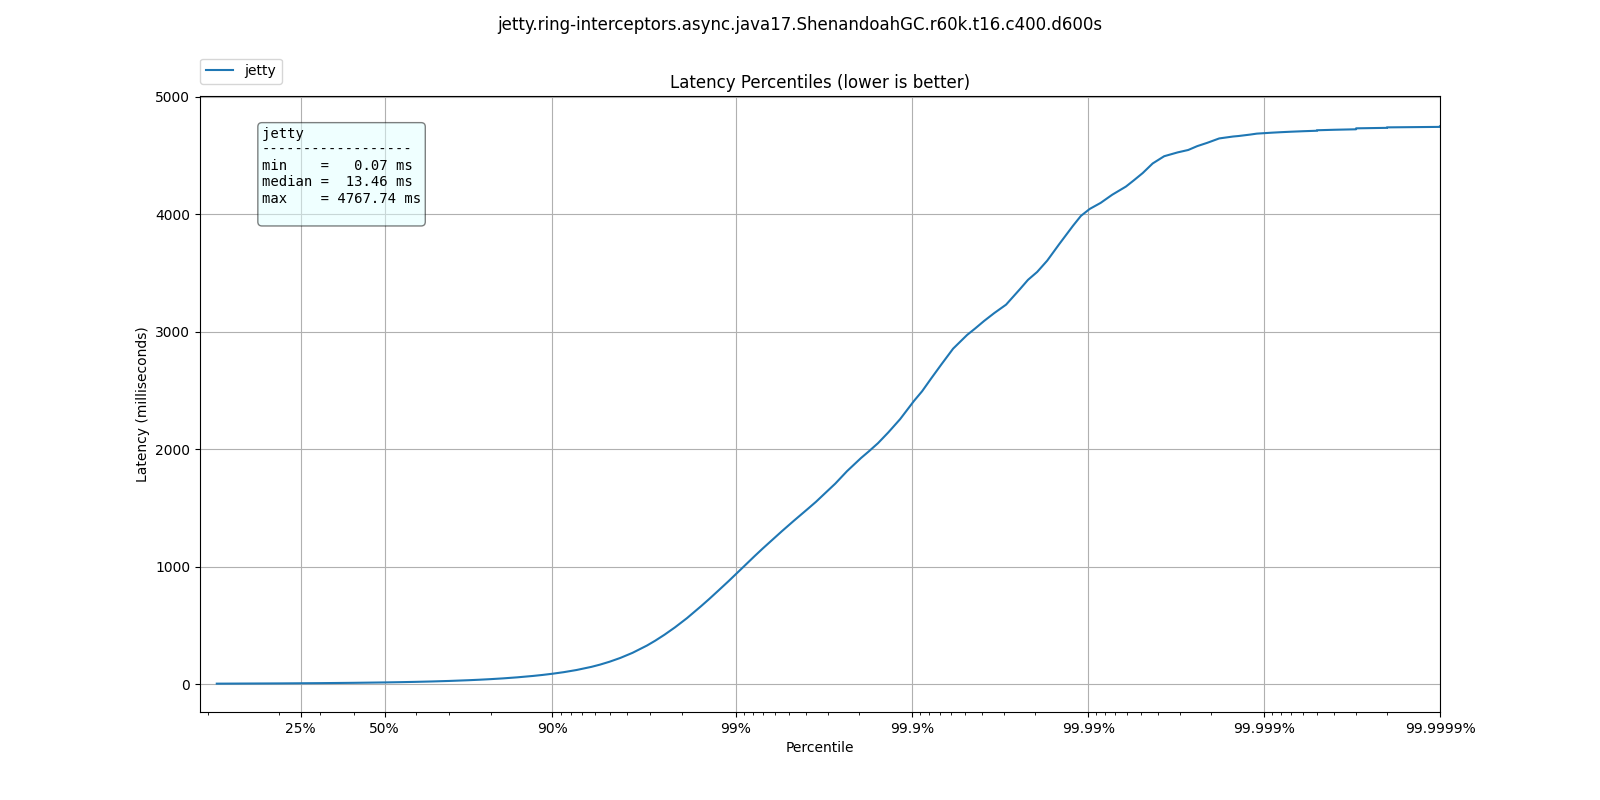 jetty.ring-interceptors.async.java17.ShenandoahGC.r60k.t16.c400.d600s
jetty
Latency Percentiles (lower is better)
jetty
------------------
min    =   0.07 ms
median =  13.46 ms
max    = 4767.74 ms
5000
4000
3000
2000
1000
0
Latency (milliseconds)
25% 50% 90% 99% 99.9% 99.99% 99.999% 99.9999%
Percentile